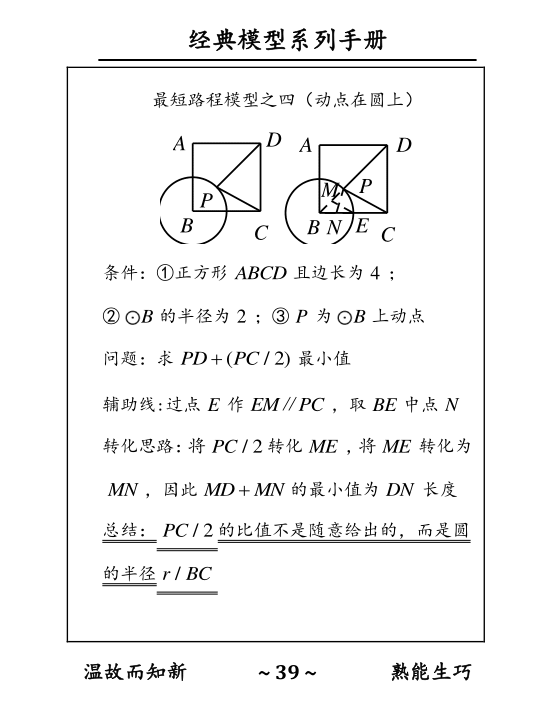 经典模型系列手册
最短路程模型之四（动点在圆上）
A D A D
M P
P
B C B N E C
条件：①正方形 ABCD 且边长为 4 ；
② ⊙B 的半径为 2 ；③ P 为 ⊙B 上动点
问题：求 PD + (PC / 2) 最小值
辅助线:过点 E 作 EM // PC ，取 BE 中点 N
转化思路：将 PC / 2 转化 ME ，将 ME 转化为
MN ，因此 MD + MN 的最小值为 DN 长度
总结： PC / 2 的比值不是随意给出的，而是圆
的半径 r / BC
温故而知新 ~ 39 ~ 熟能生巧